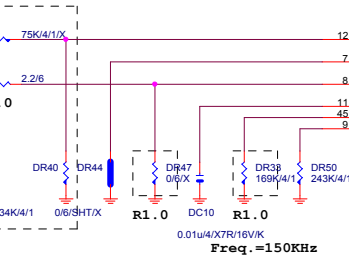 75K/4/1/X
12
7
2.2/6
8
.0
11
45
9
DR40
DR44
DR47
0/6/X
DR33
169K/4/1
DR50
243K/4/1
34K/4/1
0/6/SHT/X
R1.0
DC10
R1.0
0.01u/4/X7R/16V/K
Freq.=150KHz